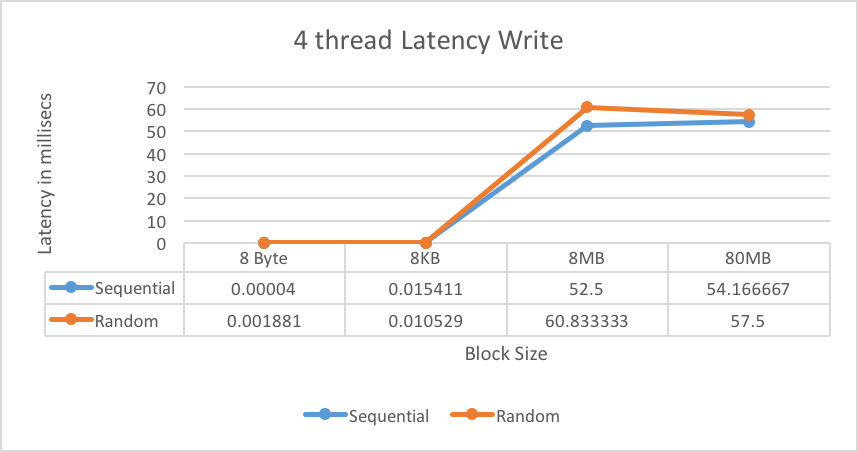 4 thread Latency Write
Latency in millisecs
70
60
50
40
30
20
10
0
8 Byte 8KB 8MB 80MB
Sequential 0.00004 0.015411 52.5 54.166667
Random 0.001881 0.010529 60.833333 57.5
Block Size
Sequential Random